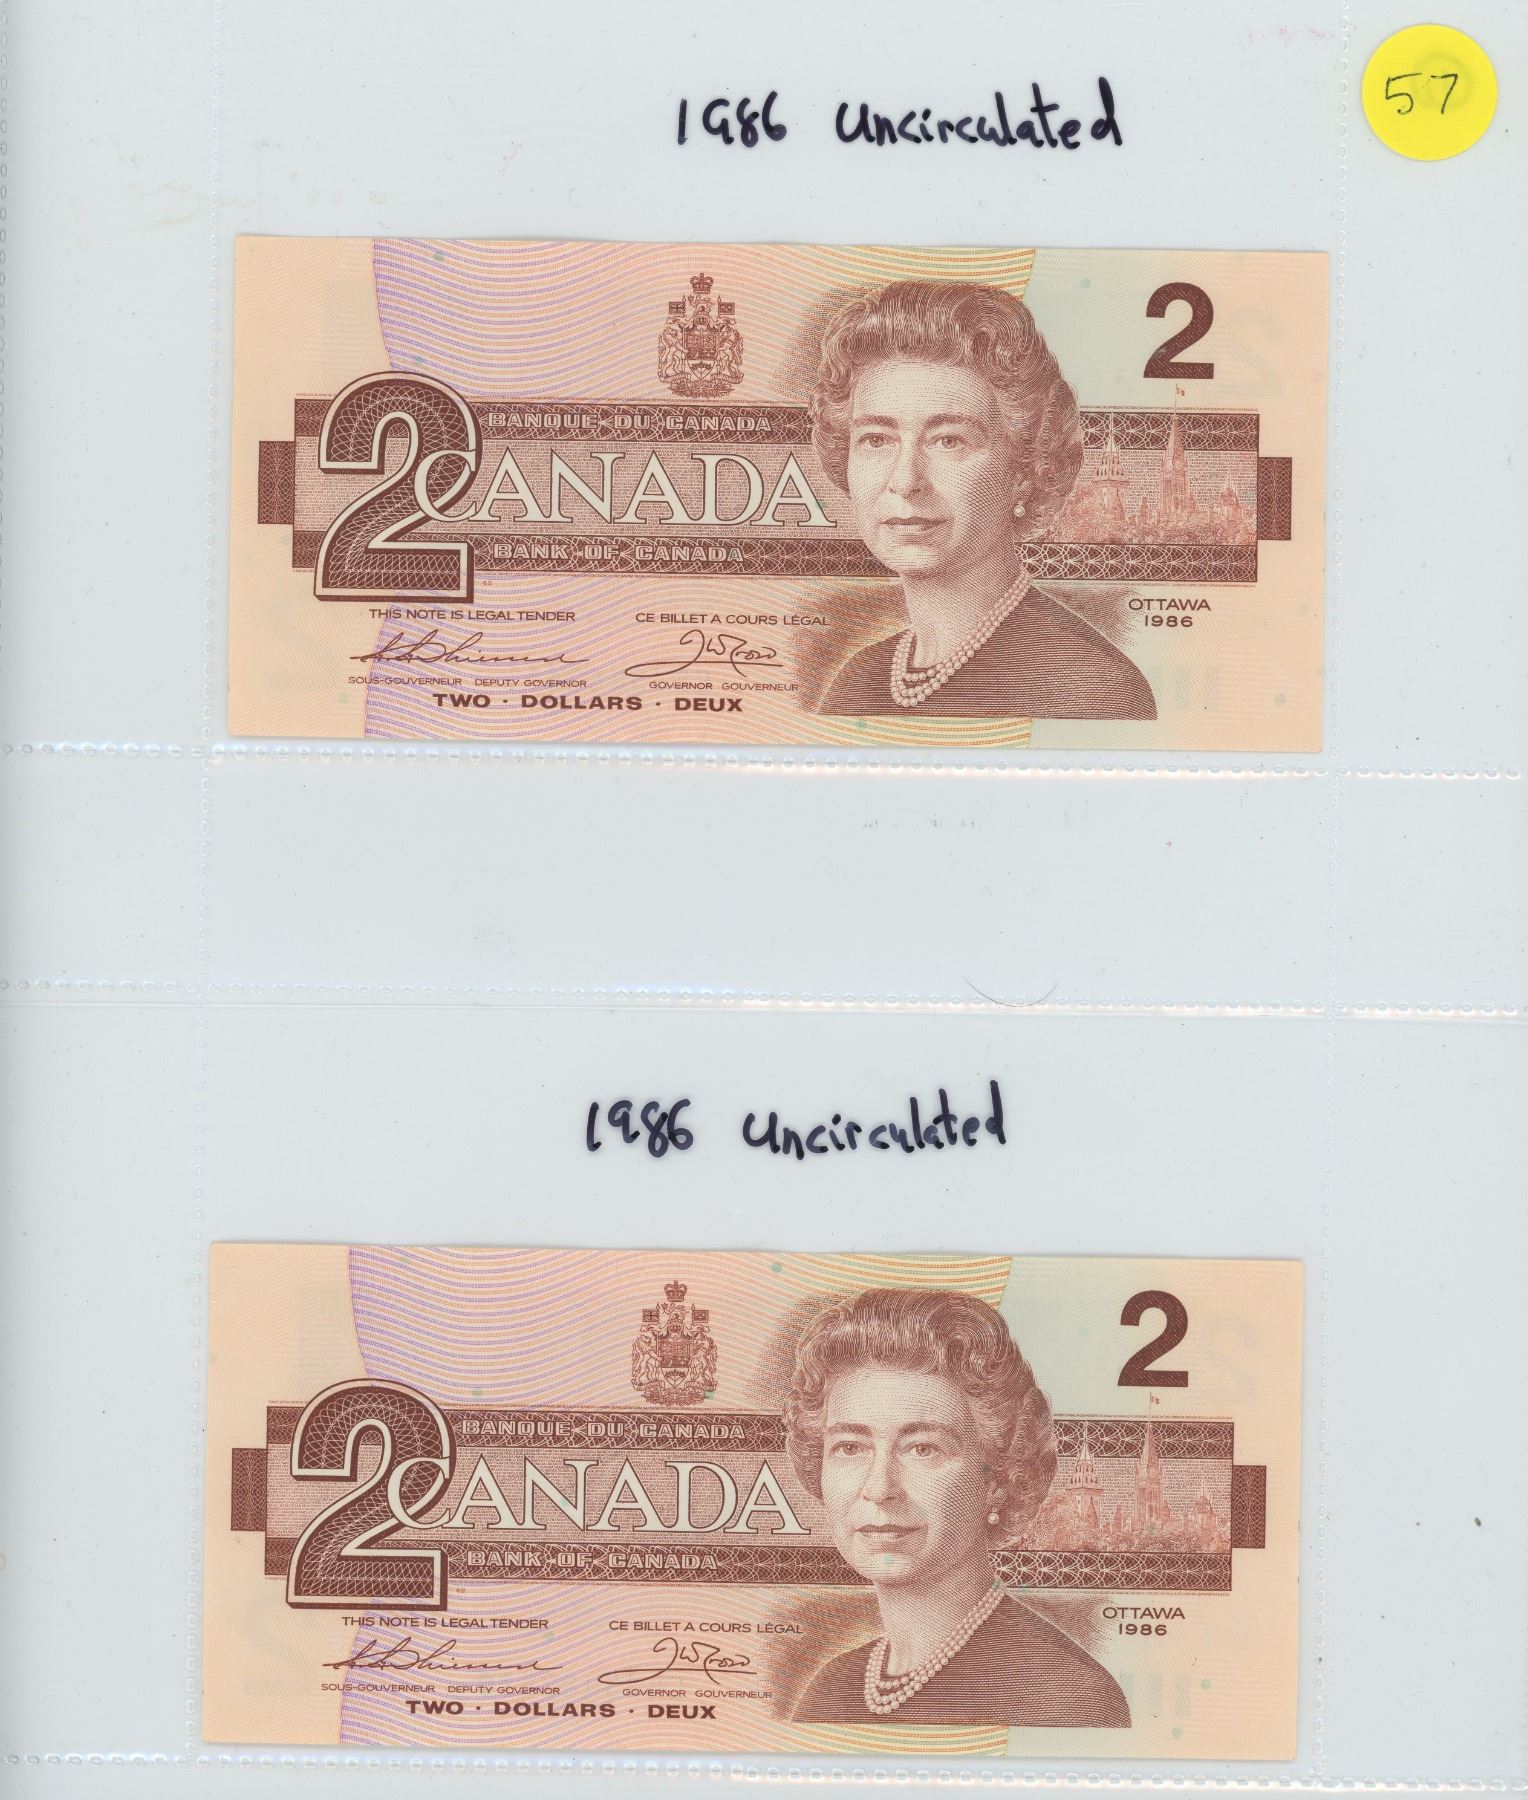 57
1986 Uncirculated
2
BANQUE DU CANADA
2 CANADA
BANK OF CANADA
THIS NOTE IS LEGAL TENDER CE BILLET A COURS LÉGAL
OTTAWA
1986
SOUS-GOUVERNEUR DEPUTY GOVERNOR GOVERNOR GOUVERNEUR
TWO · DOLLARS · DEUX
1986 Uncirculated
2
BANQUE DU CANADA
2 CANADA
BANK OF CANADA
THIS NOTE IS LEGAL TENDER CE BILLET A COURS LÉGAL
OTTAWA
1986
SOUS-GOUVERNEUR DEPUTY GOVERNOR GOVERNOR GOUVERNEUR
TWO · DOLLARS · DEUX